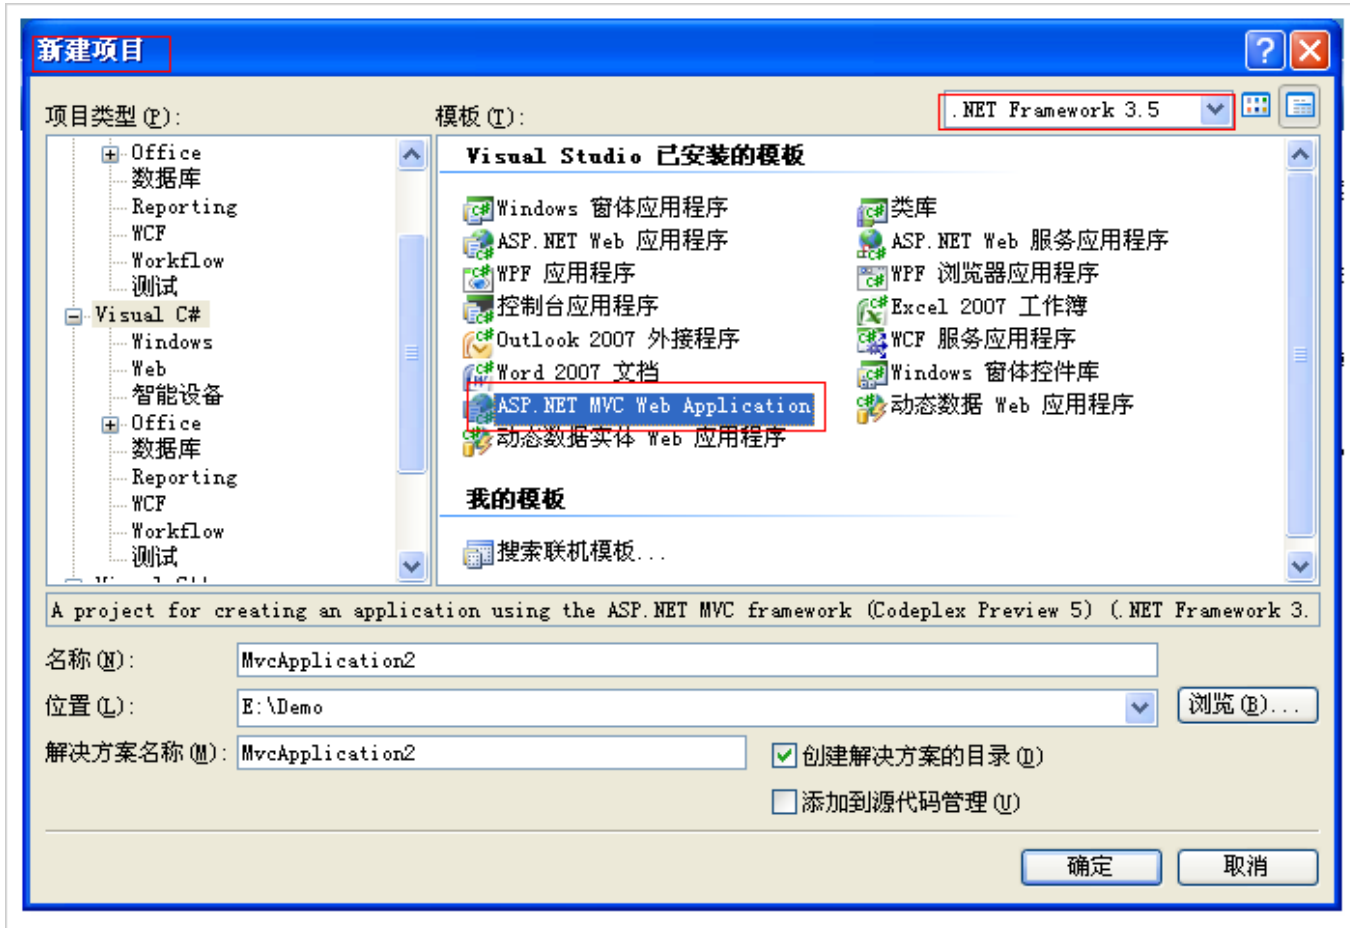 新建项目
项目类型(P):
模板(T):
.NET Framework 3.5
Office
数据库
Reporting
WCF
Workflow
测试
Visual C#
Windows
Web
智能设备
Office
数据库
Reporting
WCF
Workflow
测试
Visual Studio 已安装的模板
Windows 窗体应用程序
类库
ASP.NET Web 应用程序
ASP.NET Web 服务应用程序
WPF 应用程序
WPF 浏览器应用程序
控制台应用程序
Excel 2007 工作簿
Outlook 2007 外接程序
WCF 服务应用程序
Word 2007 文档
Windows 窗体控件库
ASP.NET MVC Web Application
动态数据 Web 应用程序
动态数据实体 Web 应用程序
我的模板
搜索联机模板...
A project for creating an application using the ASP.NET MVC framework (Codeplex Preview 5) (.NET Framework 3.
名称(N):
MvcApplication2
位置(L):
E:\Demo
浏览(B)...
解决方案名称(M):
MvcApplication2
创建解决方案的目录(D)
添加到源代码管理(U)
确定
取消